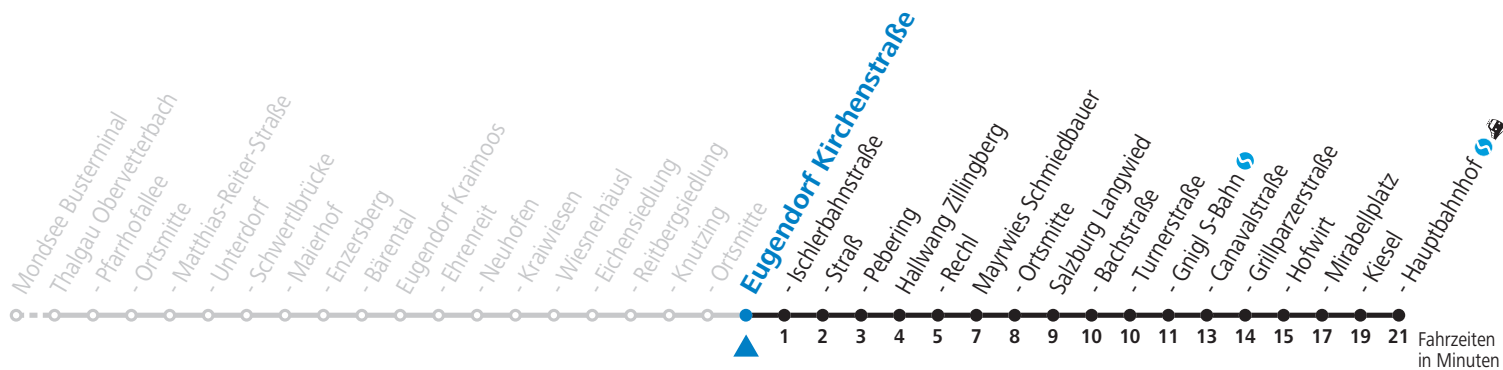 Mondsee Busterminal
Thalgau Obervetterbach
- Pfarrhofallee
- Ortsmitte
- Matthias-Reiter-Straße
- Unterdorf
- Schwertlbrücke
- Maierhof
- Enzersberg
- Bärental
Eugendorf Kraimoos
- Ehrenreit
- Neuhofen
- Kraiwiesen
- Wiesnerhäusl
- Eichensiedlung
- Reitbergsiedlung
- Knutzing
- Ortsmitte
Eugendorf Kirchenstraße
- Ischlerbahnstraße
- Straß
- Pebering
Hallwang Zillingberg
- Rechl
Mayrwies Schmiedbauer
- Ortsmitte
Salzburg Langwied
- Bachstraße
- Turnerstraße
- Gnigl S-Bahn
- Canavalstraße
- Grillparzerstraße
- Hofwirt
- Mirabellplatz
- Kiesel
- Hauptbahnhof
1 2 3 4 5 7 8 9 10 10 11 13 14 15 17 19 21 Fahrzeiten
in Minuten